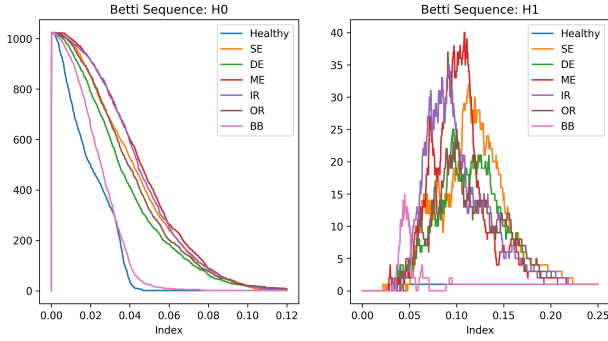 Betti Sequence: H0
1000
800
600
400
200
0
0.00 0.02 0.04 0.06 0.08 0.10 0.12
Index
Healthy
SE
DE
ME
IR
OR
BB
Betti Sequence: H1
40
35
30
25
20
15
10
5
0
0.00 0.05 0.10 0.15 0.20 0.25
Index
Healthy
SE
DE
ME
IR
OR
BB